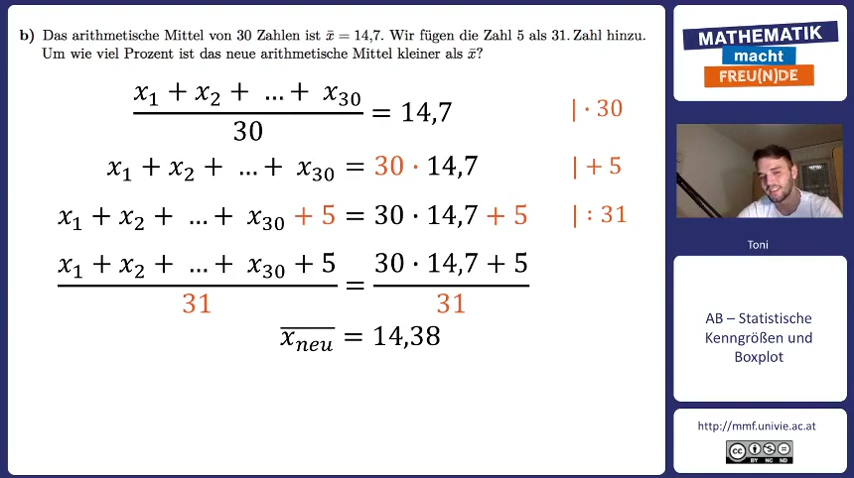 b) Das arithmetische Mittel von 30 Zahlen ist x̄ = 14,7. Wir fügen die Zahl 5 als 31. Zahl hinzu.
Um wie viel Prozent ist das neue arithmetische Mittel kleiner als x̄?
x₁ + x₂ + ...+ x₃₀
30
= 14,7
| · 30
x₁ + x₂ + ...+ x₃₀ = 30 · 14,7
| + 5
x₁ + x₂ + ...+ x₃₀ + 5 = 30 · 14,7 + 5
| : 31
x₁ + x₂ + ...+ x₃₀ + 5
31
=
30 · 14,7 + 5
31
x̅ₙₑᵤ = 14,38
MATHEMATIK
macht
FREU(N)DE
Toni
AB – Statistische
Kenngrößen und
Boxplot
http://mmf.univie.ac.at
cc
BY NC ND